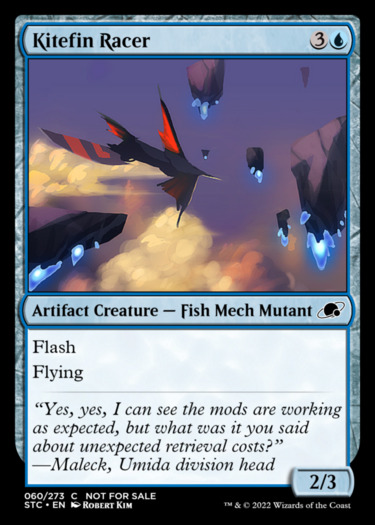 Kitefin Racer 3
Artifact Creature — Fish Mech Mutant
Flash
Flying
“Yes, yes, I can see the mods are working
as expected, but what was it you said
about unexpected retrieval costs?”
—Maleck, Umida division head
2/3
060/273 C NOT FOR SALE
STC • EN Robert Kim
™ & © 2022 Wizards of the Coast